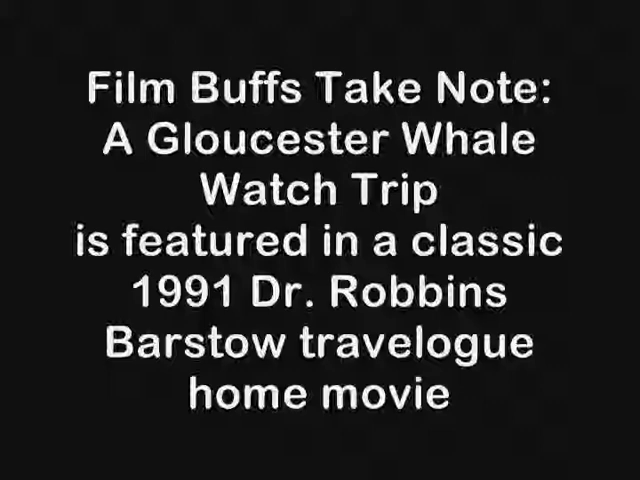 Film Buffs Take Note:
A Gloucester Whale
Watch Trip
is featured in a classic
1991 Dr. Robbins
Barstow travelogue
home movie